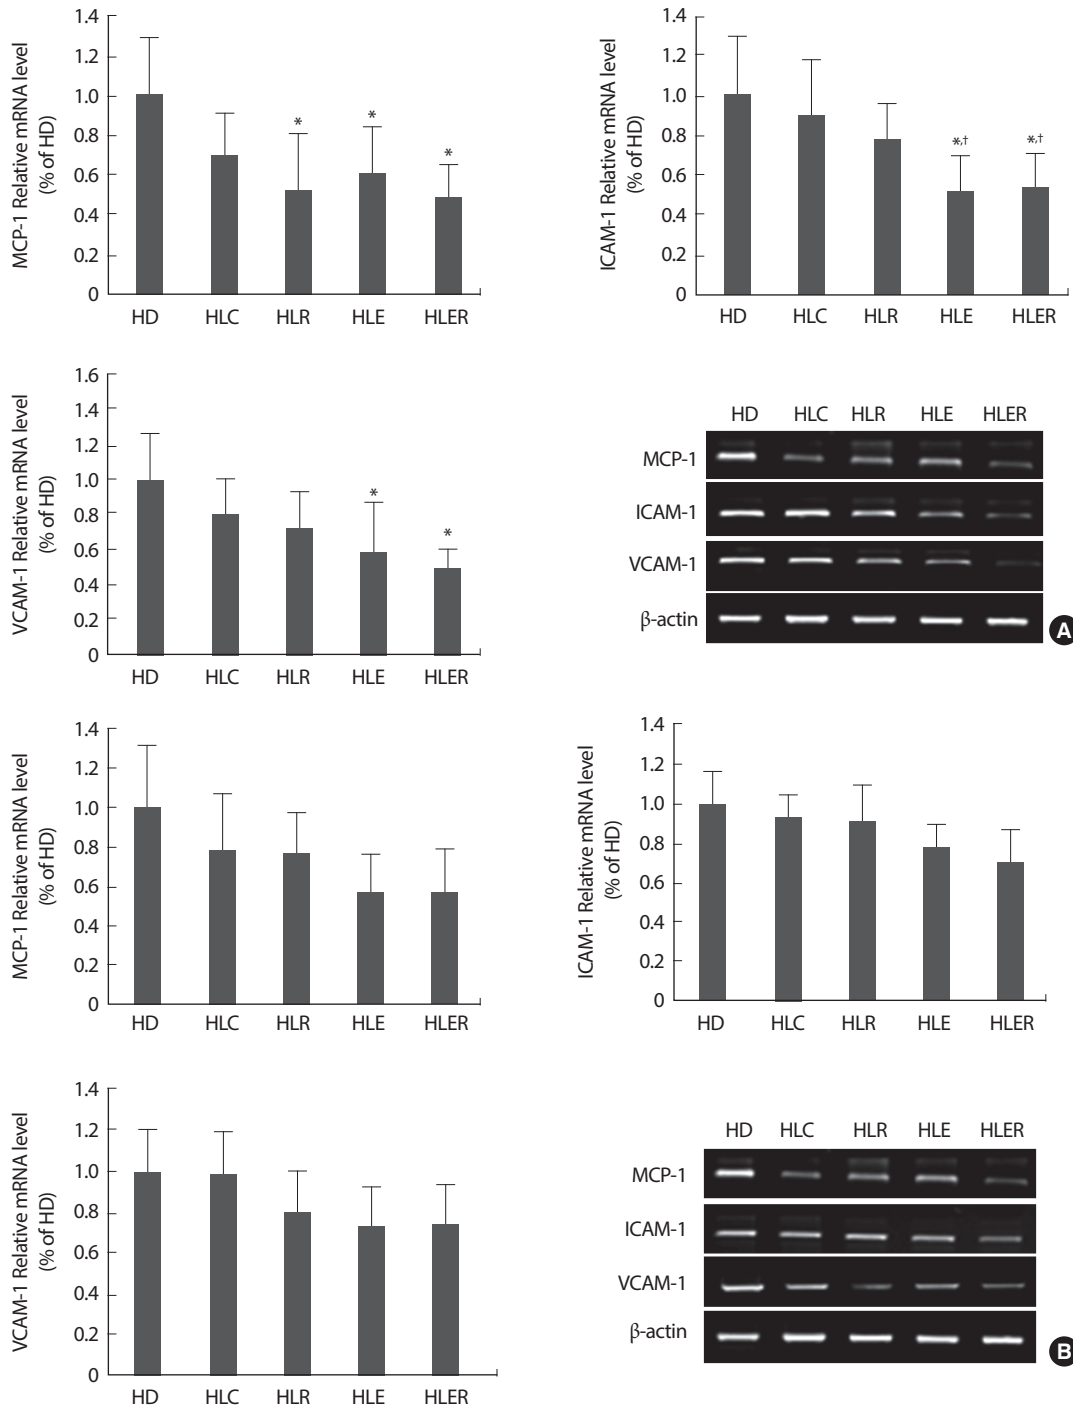 MCP-1 Relative mRNA level
(% of HD)
1.4
1.2
1.0
0.8
0.6
0.4
0.2
0
*
*
*
HD HLC HLR HLE HLER
ICAM-1 Relative mRNA level
(% of HD)
1.4
1.2
1.0
0.8
0.6
0.4
0.2
0
*,†
*,†
HD HLC HLR HLE HLER
VCAM-1 Relative mRNA level
(% of HD)
1.6
1.4
1.2
1.0
0.8
0.6
0.4
0.2
0
*
*
HD HLC HLR HLE HLER
HD HLC HLR HLE HLER
MCP-1
ICAM-1
VCAM-1
β-actin
A
MCP-1 Relative mRNA level
(% of HD)
1.4
1.2
1.0
0.8
0.6
0.4
0.2
0
HD HLC HLR HLE HLER
ICAM-1 Relative mRNA level
(% of HD)
1.4
1.2
1.0
0.8
0.6
0.4
0.2
0
HD HLC HLR HLE HLER
VCAM-1 Relative mRNA level
(% of HD)
1.4
1.2
1.0
0.8
0.6
0.4
0.2
0
HD HLC HLR HLE HLER
HD HLC HLR HLE HLER
MCP-1
ICAM-1
VCAM-1
β-actin
B